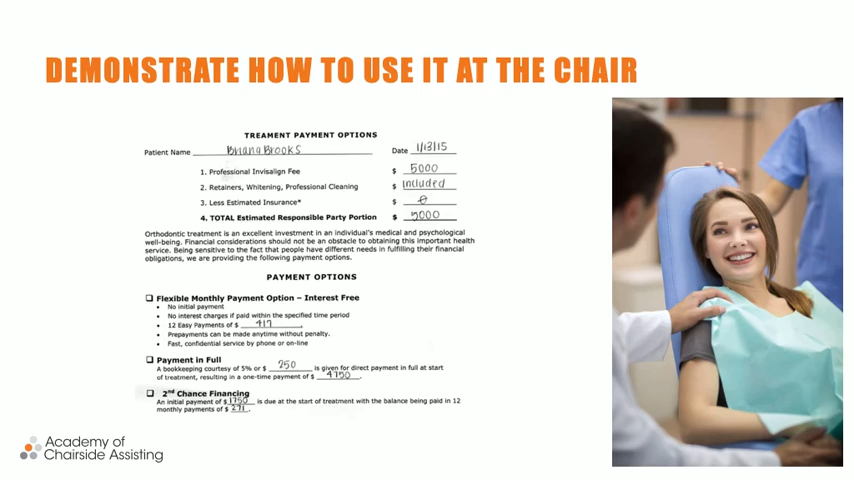 DEMONSTRATE HOW TO USE IT AT THE CHAIR
TREAMENT PAYMENT OPTIONS
Patient Name Briana Brooks Date 1/13/15
1. Professional Invisalign Fee $ 5000
2. Retainers, Whitening, Professional Cleaning $ Included
3. Less Estimated Insurance* $ 0
4. TOTAL Estimated Responsible Party Portion $ 5000
Orthodontic treatment is an excellent investment in an individual's medical and psychological
well-being. Financial considerations should not be an obstacle to obtaining this important health
service. Being sensitive to the fact that people have different needs in fulfilling their financial
obligations, we are providing the following payment options.
PAYMENT OPTIONS
❑ Flexible Monthly Payment Option – Interest Free
• No initial payment
• No interest charges if paid within the specified time period
• 12 Easy Payments of $ 417.
• Prepayments can be made anytime without penalty.
• Fast, confidential service by phone or on-line
❑ Payment in Full
A bookkeeping courtesy of 5% or $ 250 is given for direct payment in full at start
of treatment, resulting in a one-time payment of $ 4750.
❑ 2nd Chance Financing
An initial payment of $ 1750 is due at the start of treatment with the balance being paid in 12
monthly payments of $ 271.
Academy of
Chairside Assisting